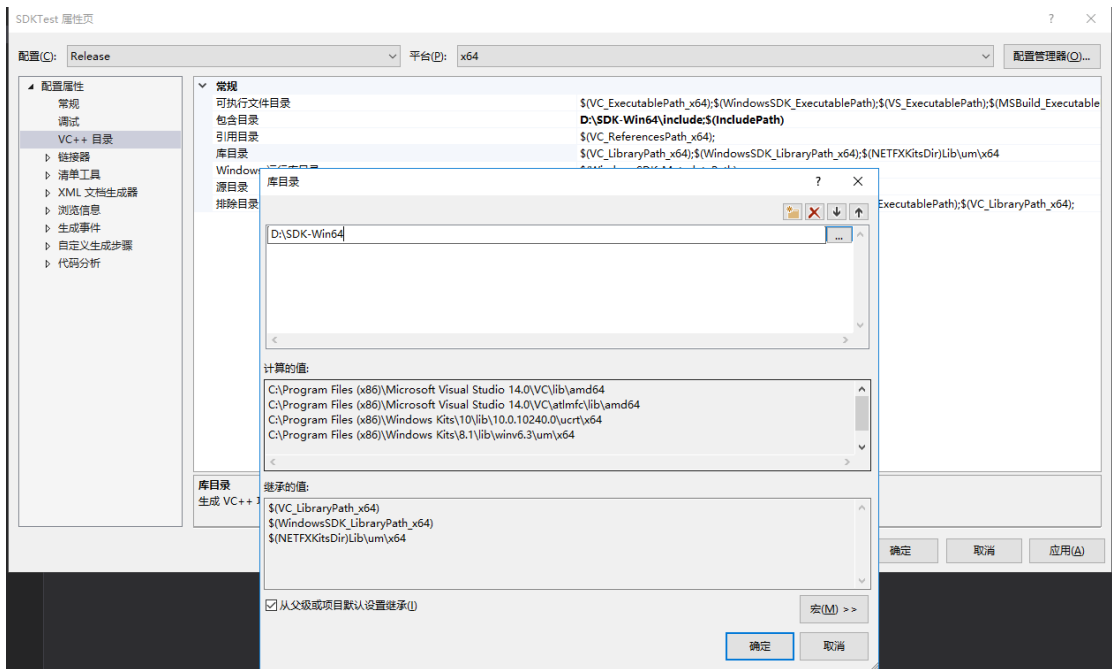 SDKTest 属性页
配置(C): Release 平台(P): x64 配置管理器(O)...
配置属性
常规
调试
VC++ 目录
链接器
清单工具
XML 文档生成器
浏览信息
生成事件
自定义生成步骤
代码分析
常规
可执行文件目录 $(VC_ExecutablePath_x64);$(WindowsSDK_ExecutablePath);$(VS_ExecutablePath);$(MSBuild_Executable
包含目录 D:\SDK-Win64\include;$(IncludePath)
引用目录 $(VC_ReferencesPath_x64);
库目录 $(VC_LibraryPath_x64);$(WindowsSDK_LibraryPath_x64);$(NETFXKitsDir)Lib\um\x64
Window
源目录
排除目录 ExecutablePath);$(VC_LibraryPath_x64);
库目录
D:\SDK-Win64
...
计算的值:
C:\Program Files (x86)\Microsoft Visual Studio 14.0\VC\lib\amd64
C:\Program Files (x86)\Microsoft Visual Studio 14.0\VC\atlmfc\lib\amd64
C:\Program Files (x86)\Windows Kits\10\lib\10.0.10240.0\ucrt\x64
C:\Program Files (x86)\Windows Kits\8.1\lib\winv6.3\um\x64
继承的值:
$(VC_LibraryPath_x64)
$(WindowsSDK_LibraryPath_x64)
$(NETFXKitsDir)Lib\um\x64
从父级或项目默认设置继承(I)
宏(M) >>
确定 取消
库目录
生成 VC++
确定 取消 应用(A)